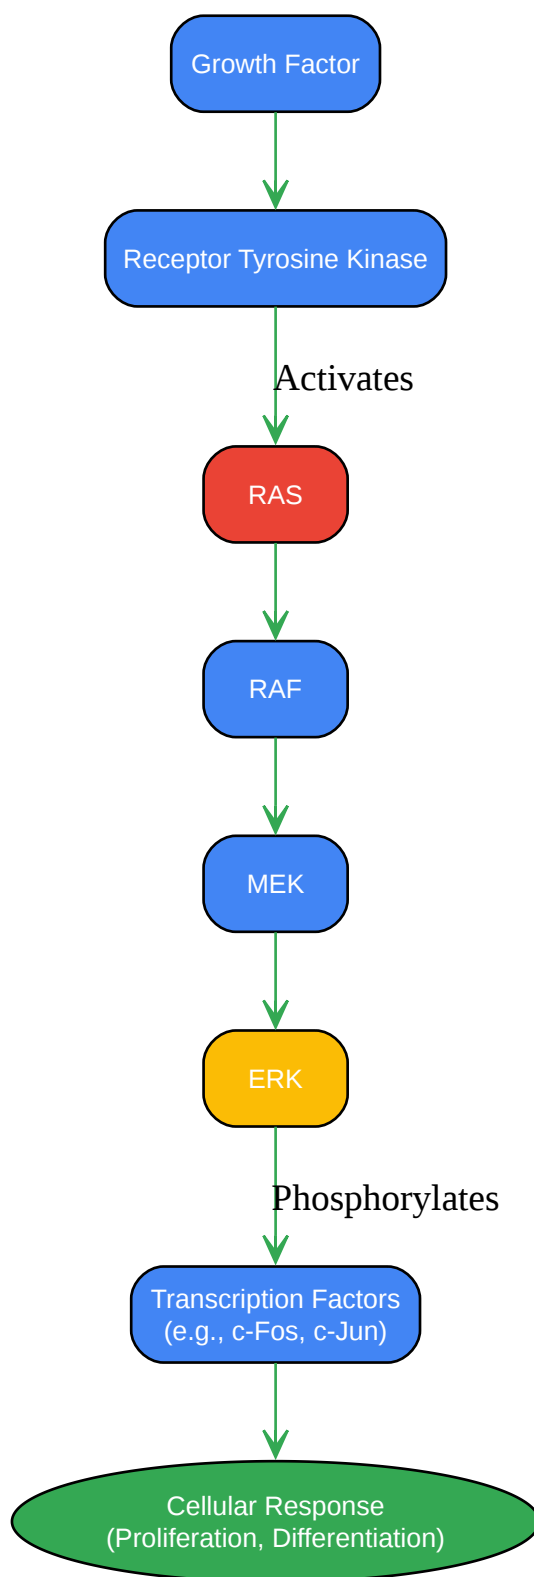 Growth Factor
Receptor Tyrosine Kinase
Activates
RAS
RAF
MEK
ERK
Phosphorylates
Transcription Factors
(e.g., c-Fos, c-Jun)
Cellular Response
(Proliferation, Differentiation)